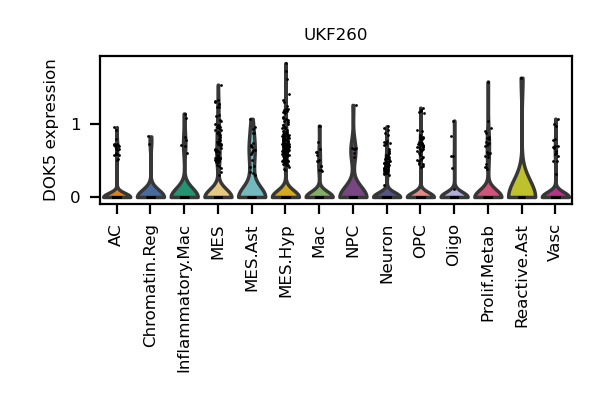 UKF260
DOK5 expression
1
0
AC
Chromatin.Reg
Inflammatory.Mac
MES
MES.Ast
MES.Hyp
Mac
NPC
Neuron
OPC
Oligo
Prolif.Metab
Reactive.Ast
Vasc